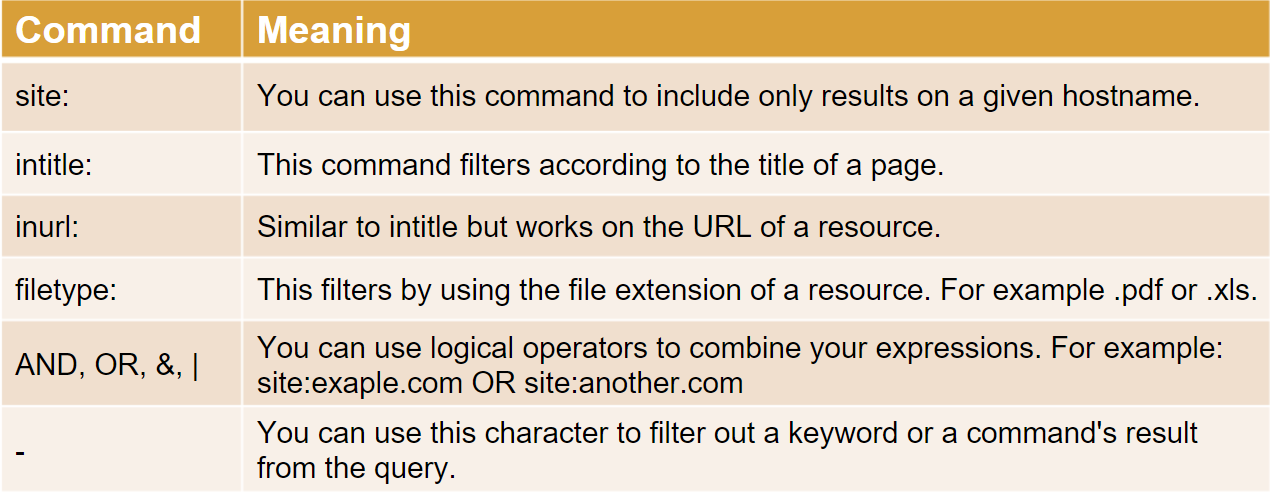 Command Meaning
site: You can use this command to include only results on a given hostname.
intitle: This command filters according to the title of a page.
inurl: Similar to intitle but works on the URL of a resource.
filetype: This filters by using the file extension of a resource. For example .pdf or .xls.
AND, OR, &, | You can use logical operators to combine your expressions. For example:
site:exaple.com OR site:another.com
- You can use this character to filter out a keyword or a command's result
from the query.